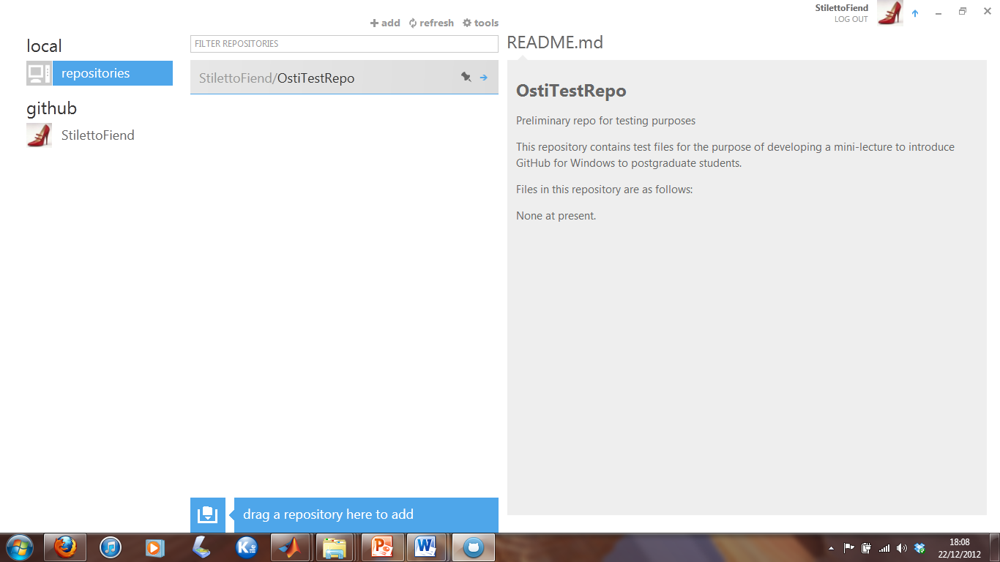 StilettoFiend
LOG OUT
add
refresh
tools
local
repositories
github
StilettoFiend
FILTER REPOSITORIES
StilettoFiend/OstiTestRepo
drag a repository here to add
README.md
OstiTestRepo
Preliminary repo for testing purposes
This repository contains test files for the purpose of developing a mini-lecture to introduce
GitHub for Windows to postgraduate students.
Files in this repository are as follows:
None at present.
18:08
22/12/2012